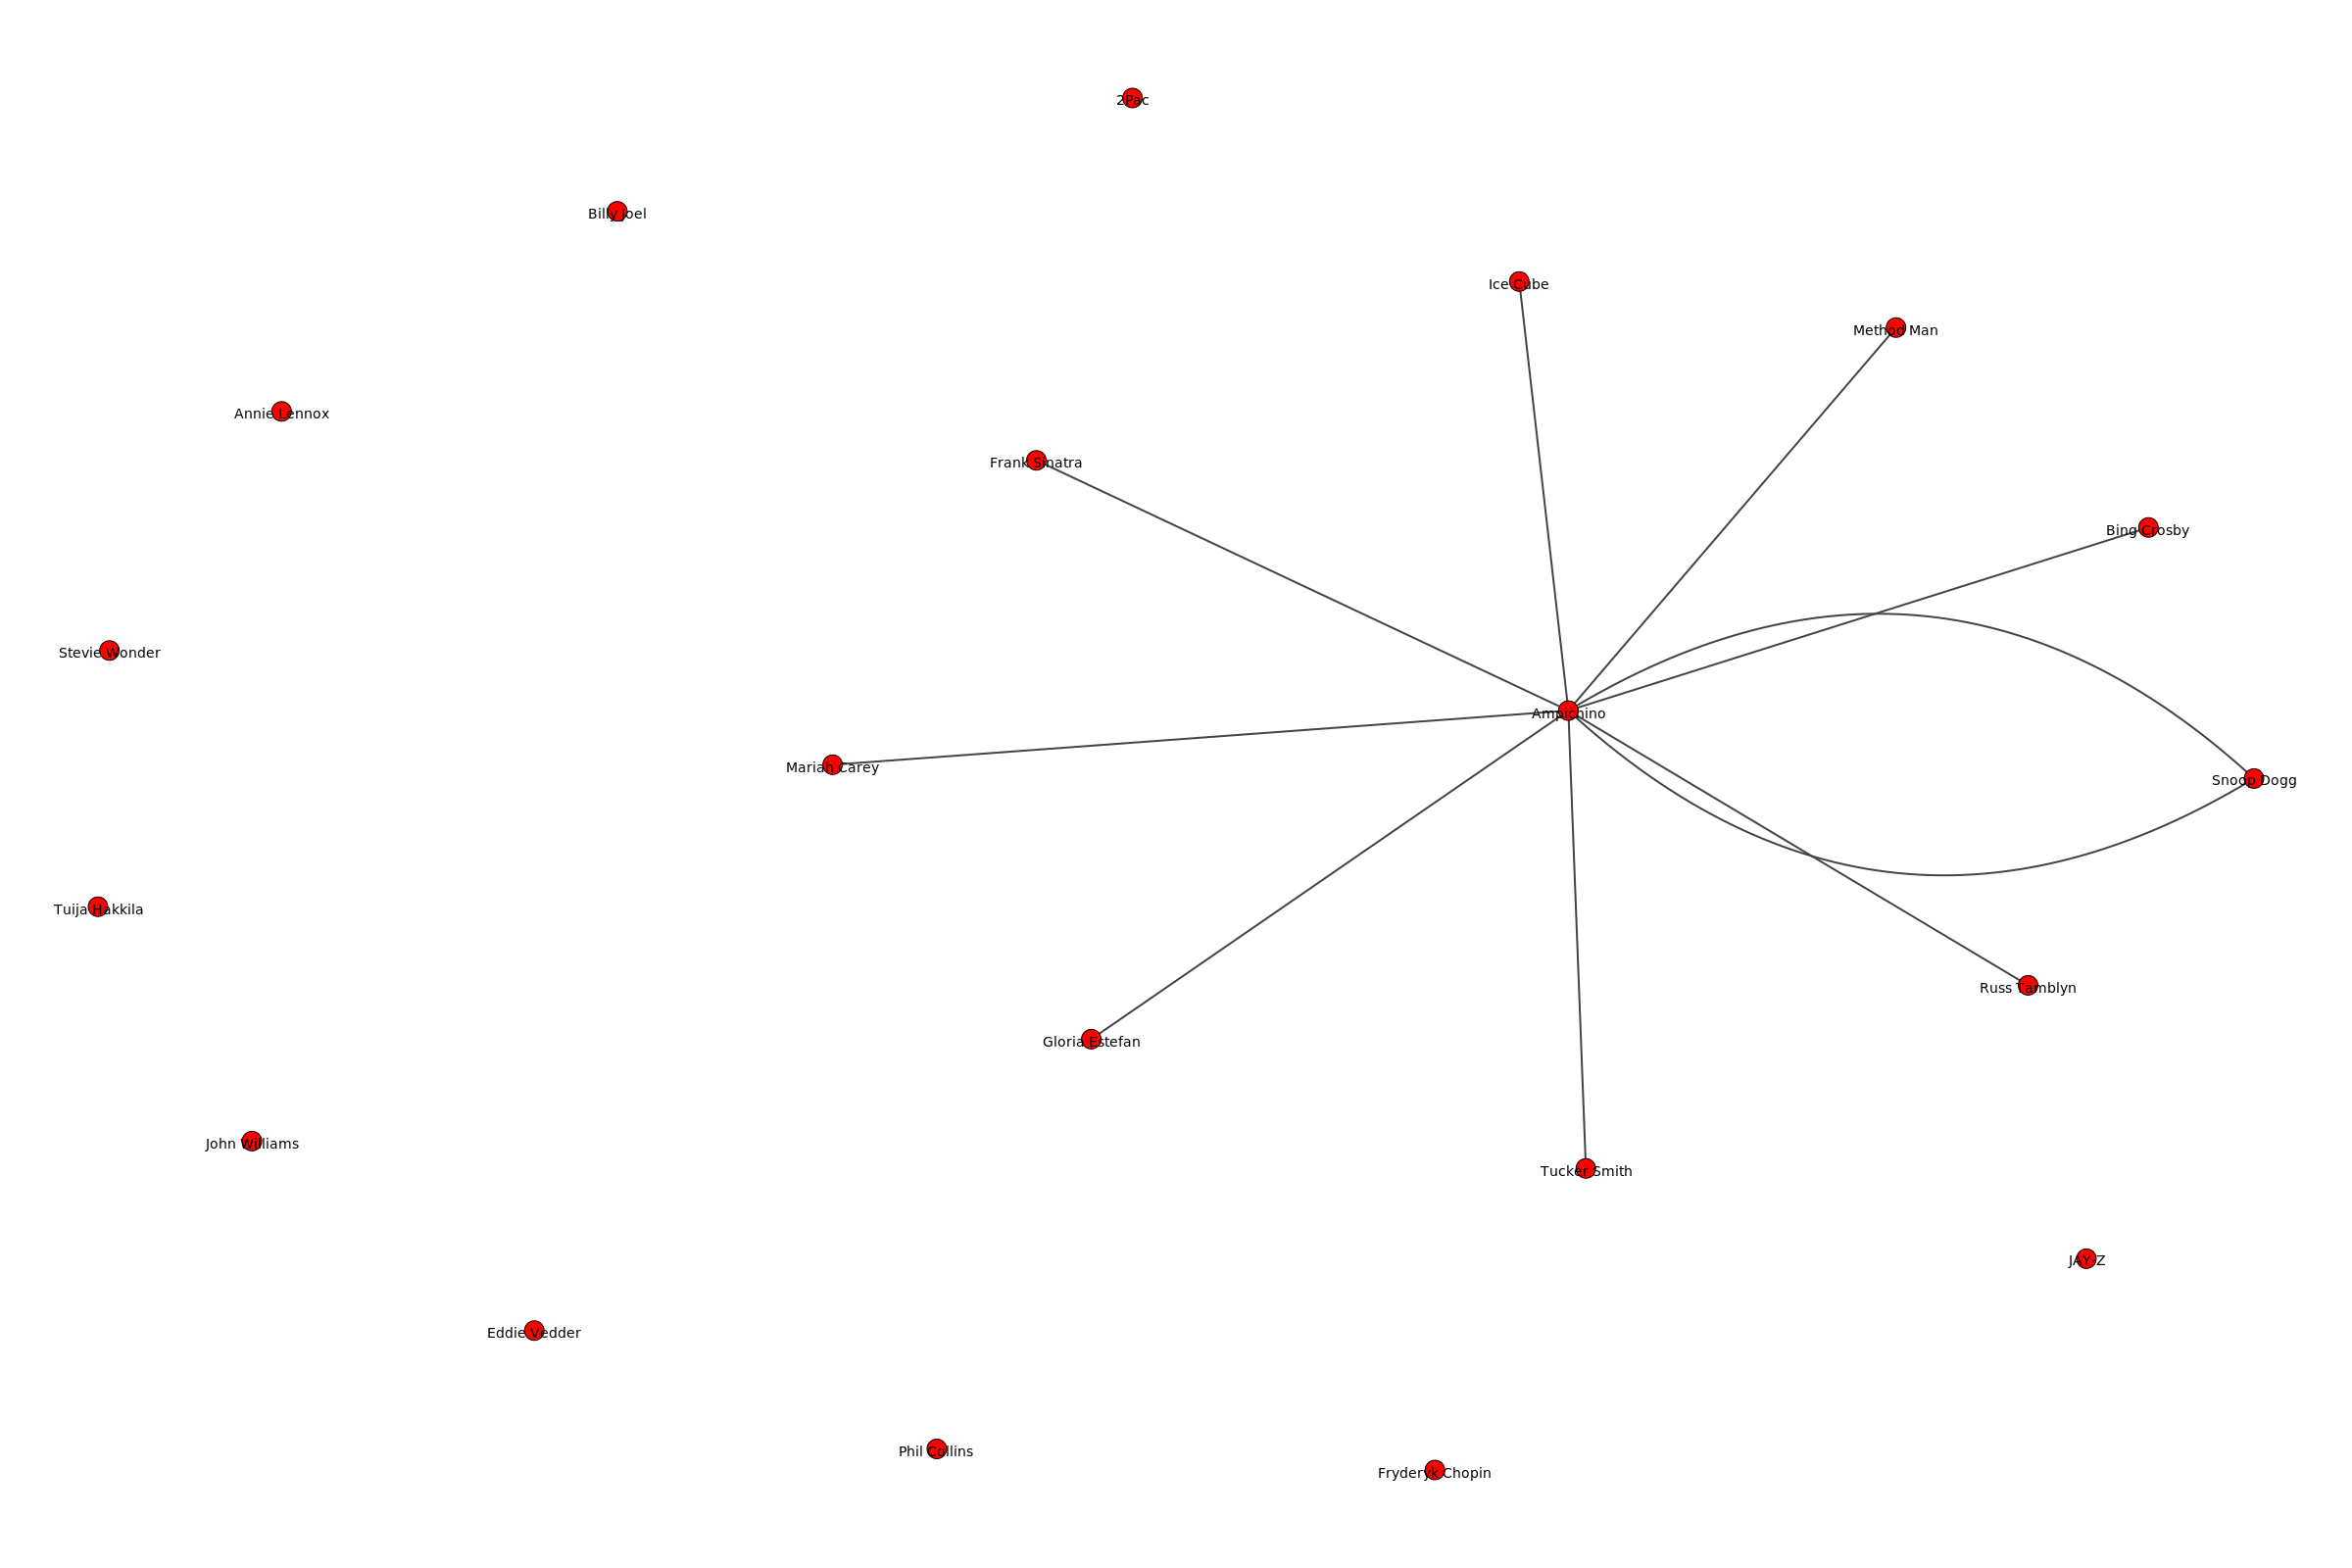 2Pac
Billy Joel
Ice Cube
Method Man
Annie Lennox
Frank Sinatra
Bing Crosby
Stevie Wonder
Ampichino
Mariah Carey
Snoop Dogg
Tuija Hakkila
Russ Tamblyn
Gloria Estefan
John Williams
Tucker Smith
JAY-Z
Eddie Vedder
Phil Collins
Fryderyk Chopin